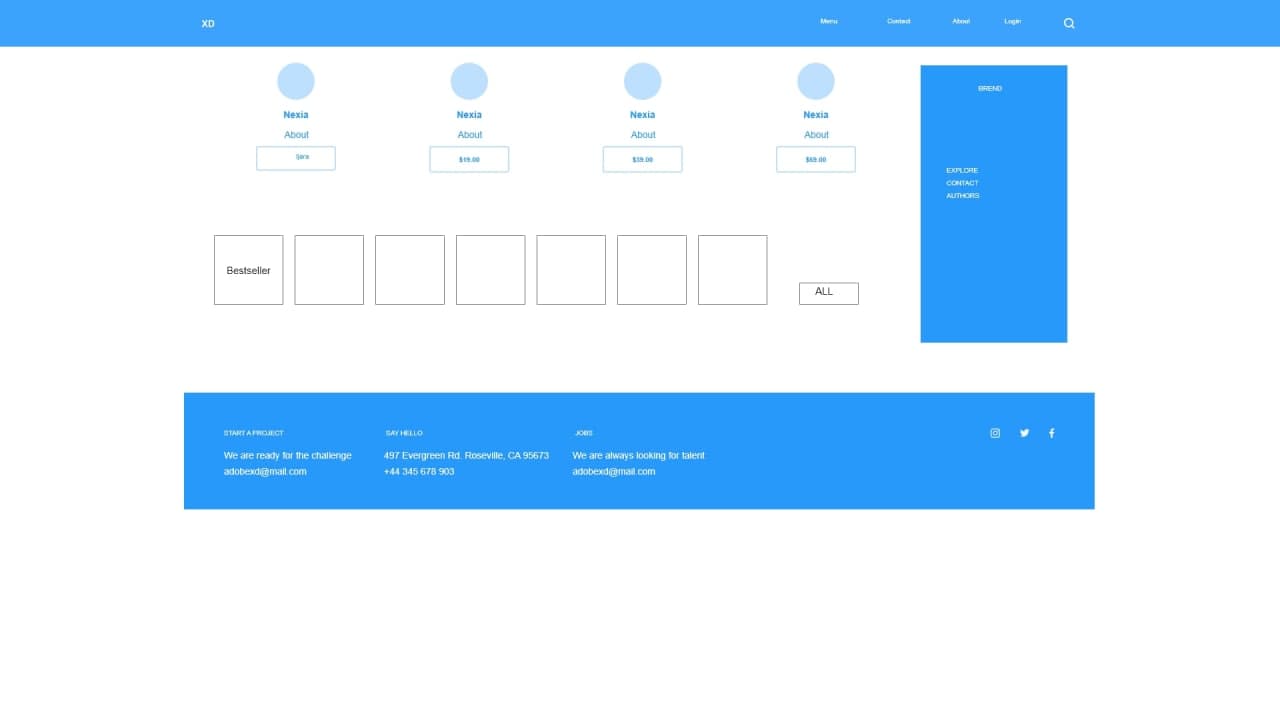 XD
Menu
Contact
About
Login
Nexia
About
Nexia
About
$19.00
Nexia
About
$39.00
Nexia
About
$69.00
BREND
EXPLORE
CONTACT
AUTHORS
Bestseller
ALL
START A PROJECT
We are ready for the challenge
adobexd@mail.com
SAY HELLO
497 Evergreen Rd. Roseville, CA 95673
+44 345 678 903
JOBS
We are always looking for talent
adobexd@mail.com